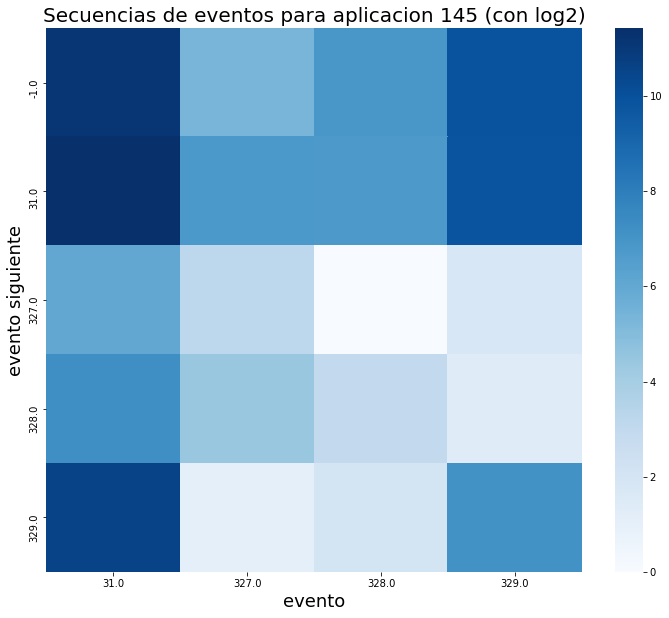 Secuencias de eventos para aplicacion 145 (con log2)
evento siguiente
-1.0
31.0
327.0
328.0
329.0
31.0 327.0 328.0 329.0
evento
10
8
6
4
2
0